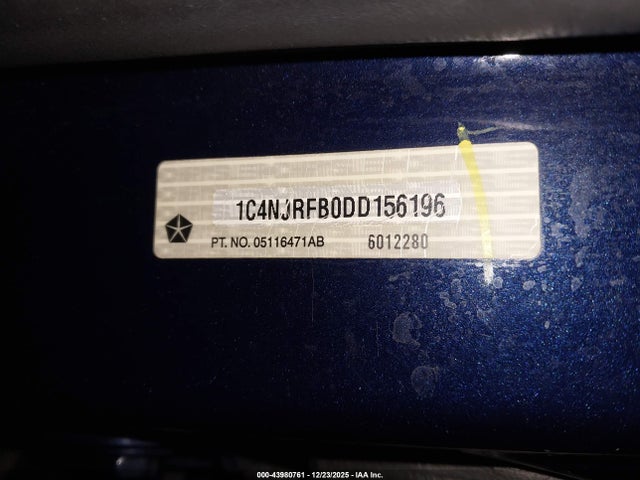 1C4NJRFB0DD156196
PT. NO. 05116471AB 6012280
000-43980761 - 12/23/2025 - IAA Inc.